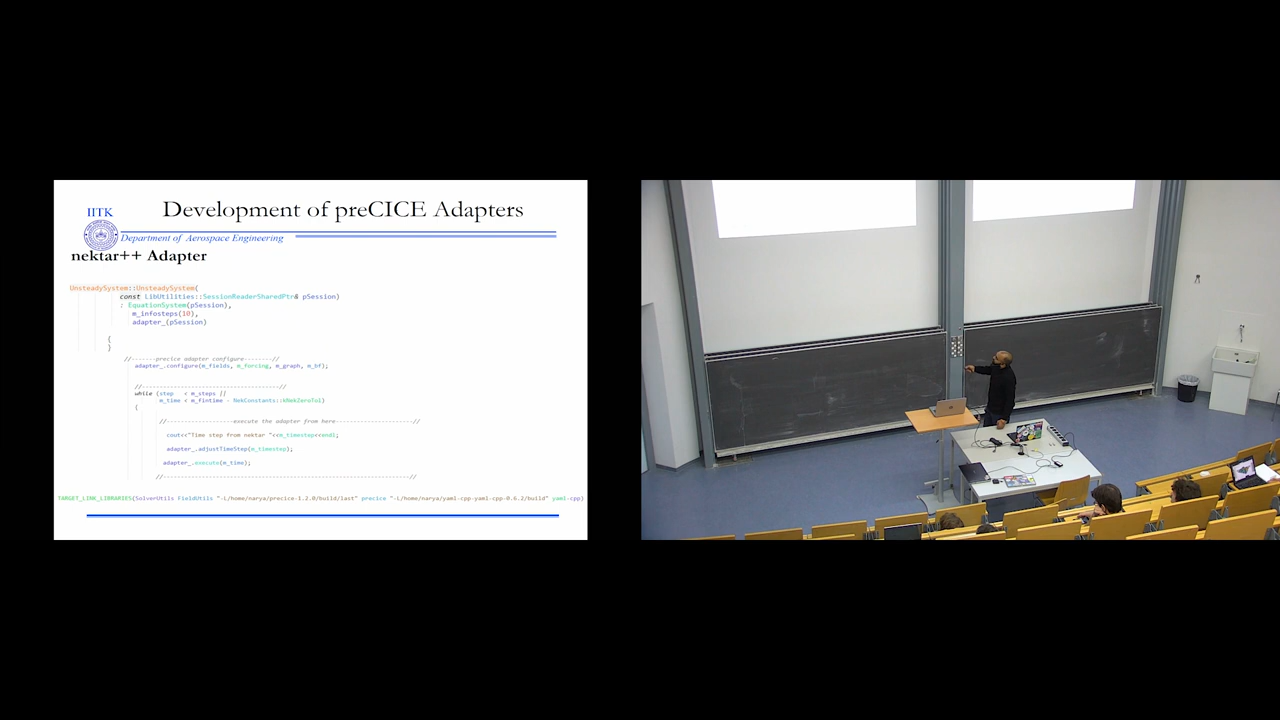 Development of preCICE Adapters
IITK
Department of Aerospace Engineering
nektar++ Adapter
UnsteadySystem::UnsteadySystem(
const LibUtilities::SessionReaderSharedPtr& pSession)
: EquationSystem(pSession),
m_infosteps(10),
adapter_(pSession)
{
}
//-------precice adapter configure--------//
adapter_.configure(m_fields, m_forcing, m_graph, m_bf);
//------------------------------------//
while (step < m_steps ||
m_time < m_fintime - NekConstants::kNekZeroTol)
{
//------------------execute the adapter from here---------------------//
cout<<"Time step from nektar "<<m_timestep<<endl;
adapter_.adjustTimeStep(m_timestep);
adapter_.execute(m_time);
//----------------------------------------------------------------//
TARGET_LINK_LIBRARIES(SolverUtils FieldUtils "-L/home/narya/precice-1.2.0/build/last" precice "-L/home/narya/yaml-cpp-yaml-cpp-0.6.2/build" yaml-cpp)